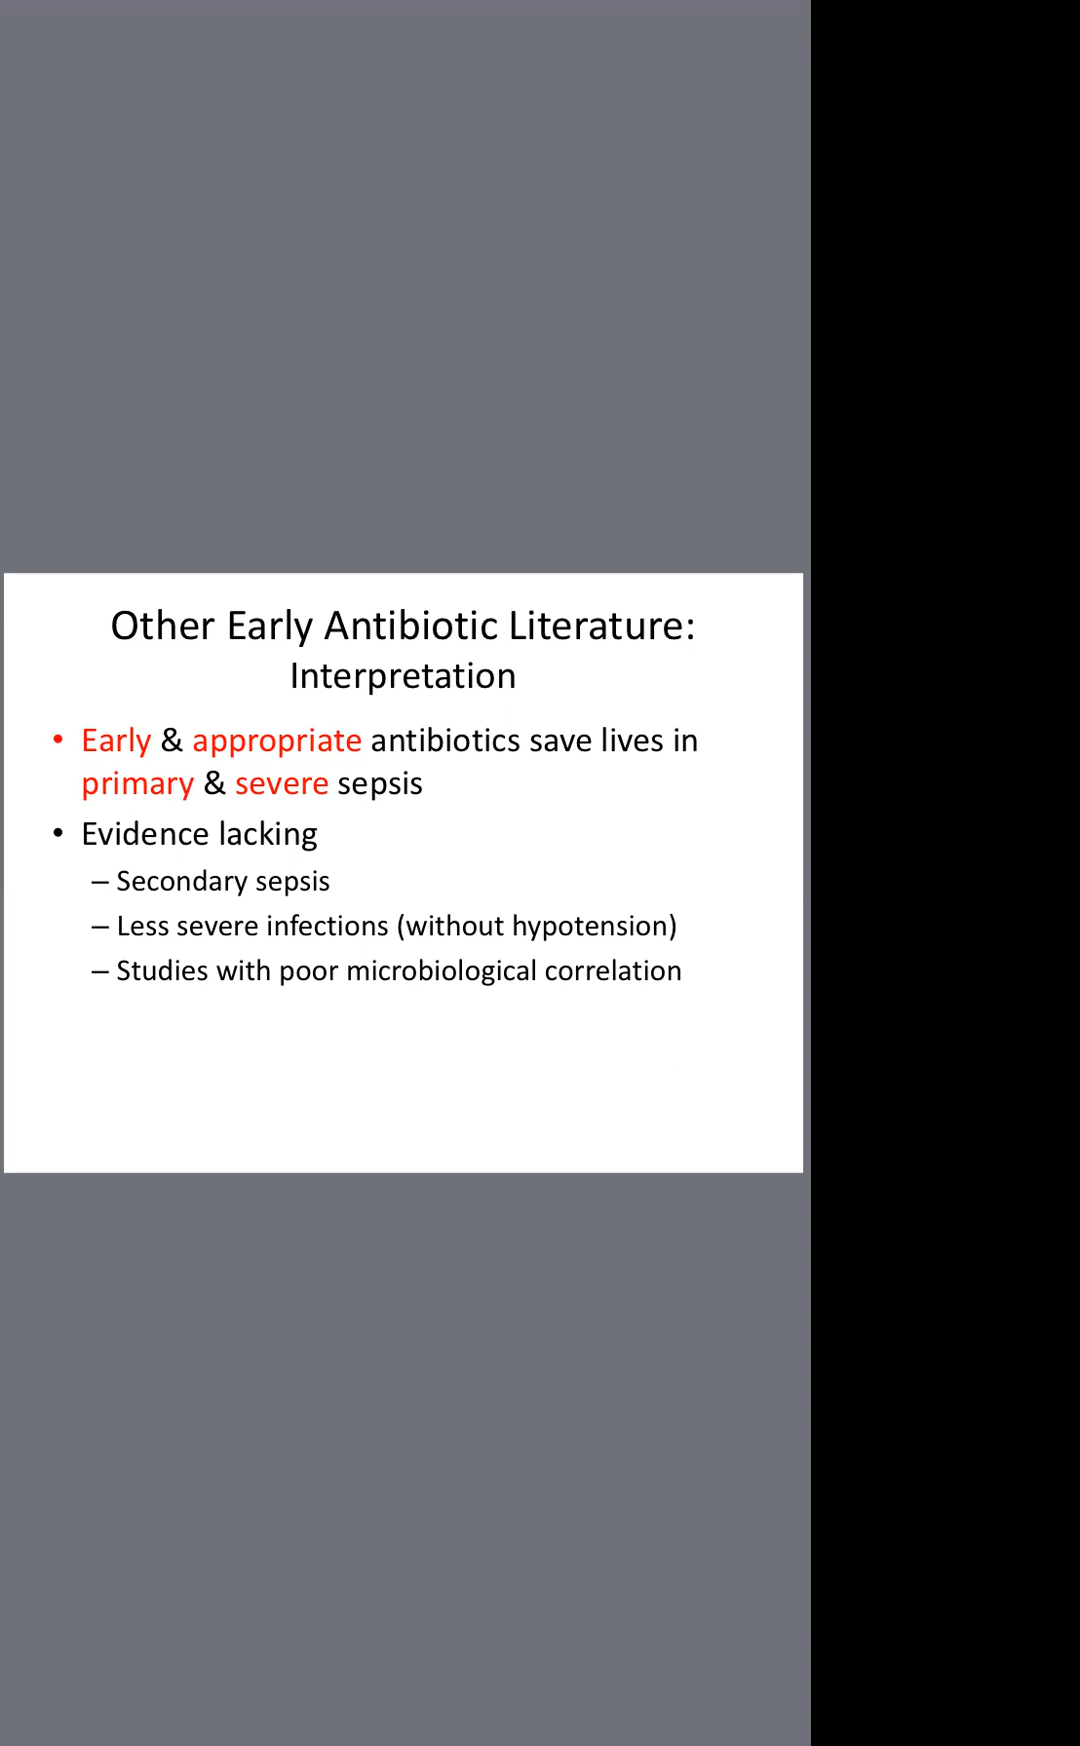 Other Early Antibiotic Literature:
Interpretation
• Early & appropriate antibiotics save lives in
primary & severe sepsis
• Evidence lacking
– Secondary sepsis
– Less severe infections (without hypotension)
– Studies with poor microbiological correlation